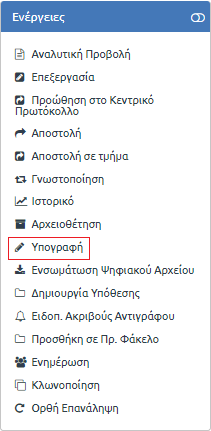 Ενέργειες
Αναλυτική Προβολή
Επεξεργασία
Προώθηση στο Κεντρικό
Πρωτόκολλο
Αποστολή
Αποστολή σε τμήμα
Γνωστοποίηση
Ιστορικό
Αρχειοθέτηση
Υπογραφή
Ενσωμάτωση Ψηφιακού Αρχείου
Δημιουργία Υπόθεσης
Ειδοπ. Ακριβούς Αντιγράφου
Προσθήκη σε Πρ. Φάκελο
Ενημέρωση
Κλωνοποίηση
Ορθή Επανάληψη